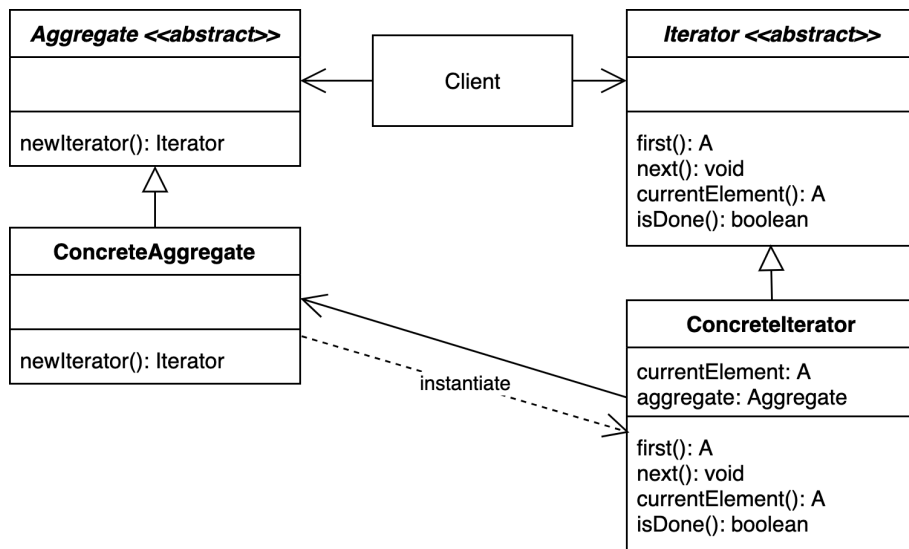 Aggregate <<abstract>>
newIterator(): Iterator
Client
Iterator <<abstract>>
first(): A
next(): void
currentElement(): A
isDone(): boolean
ConcreteAggregate
newIterator(): Iterator
instantiate
ConcreteIterator
currentElement: A
aggregate: Aggregate
first(): A
next(): void
currentElement(): A
isDone(): boolean